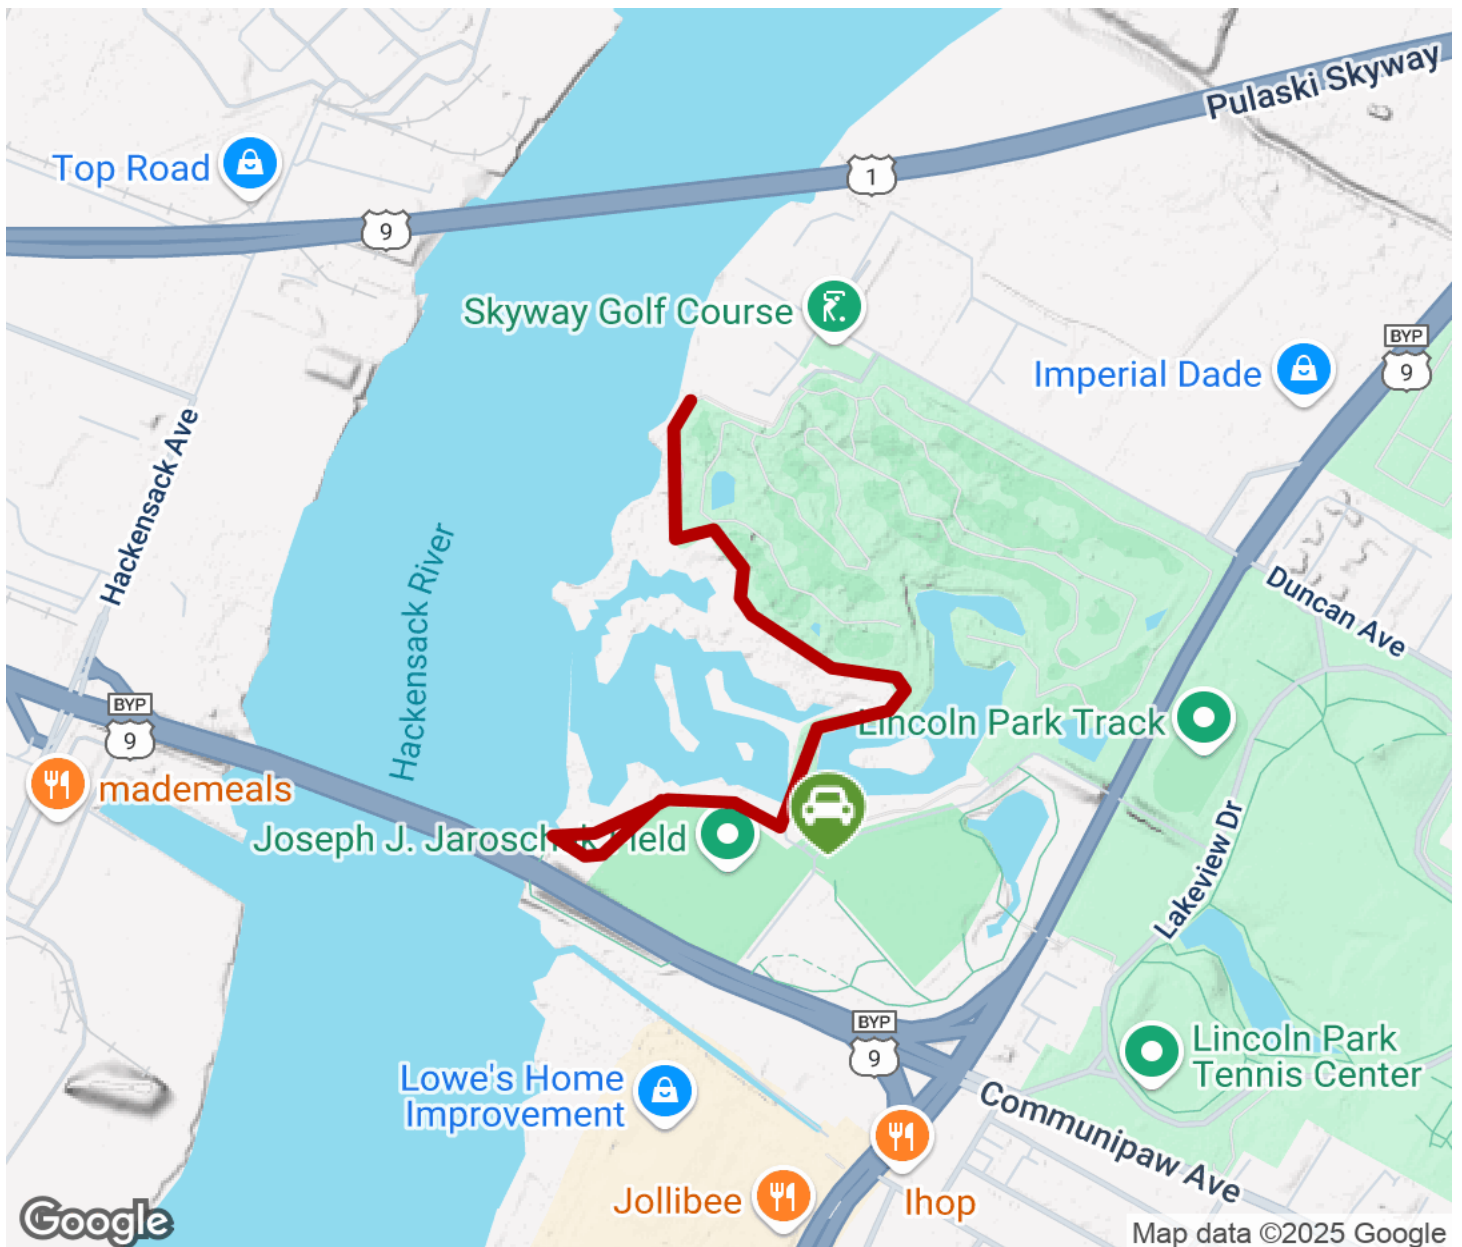 Pulaski Skyway
Top Road
1
9
Skyway Golf Course
BYP
9
Imperial Dade
Hackensack Ave
Hackensack River
Duncan Ave
BYP
9
Lincoln Park Track
mademeals
Joseph J. Jaroschak Field
Lakeview Dr
BYP
9
Lincoln Park
Tennis Center
Lowe's Home
Improvement
Communipaw Ave
Jollibee
Ihop
Google
Map data ©2025 Google